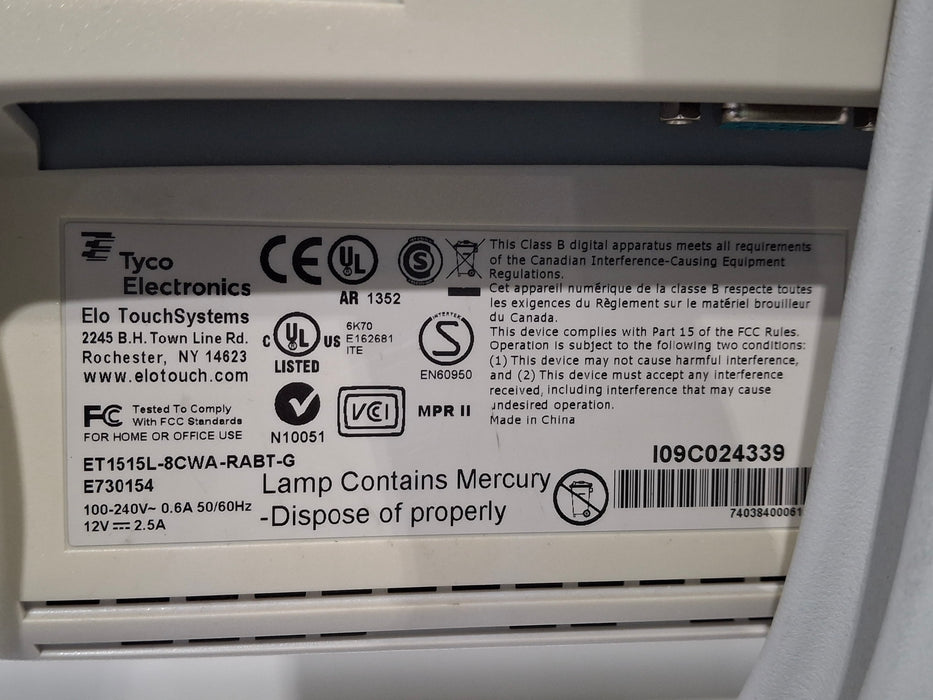 Tyco
Electronics
Elo TouchSystems
2245 B.H. Town Line Rd.
Rochester, NY 14623
www.elotouch.com
FC Tested To Comply
With FCC Standards
FOR HOME OR OFFICE USE
ET1515L-8CWA-RABT-G
E730154
100-240V~ 0.6A 50/60Hz
12V ⎓ 2.5A
CE UL S
AR 1352
C UL US
LISTED
6K70
E162681
ITE
INTERTEK
S
EN60950
N10051
VCCI
MPR II
Lamp Contains Mercury
-Dispose of properly
This Class B digital apparatus meets all requirements
of the Canadian Interference-Causing Equipment
Regulations.
Cet appareil numérique de la classe B respecte toutes
les exigences du Règlement sur le matériel brouilleur
du Canada.
This device complies with Part 15 of the FCC Rules.
Operation is subject to the following two conditions:
(1) This device may not cause harmful interference,
and (2) This device must accept any interference
received, including interference that may cause
undesired operation.
Made in China
I09C024339
7403840006